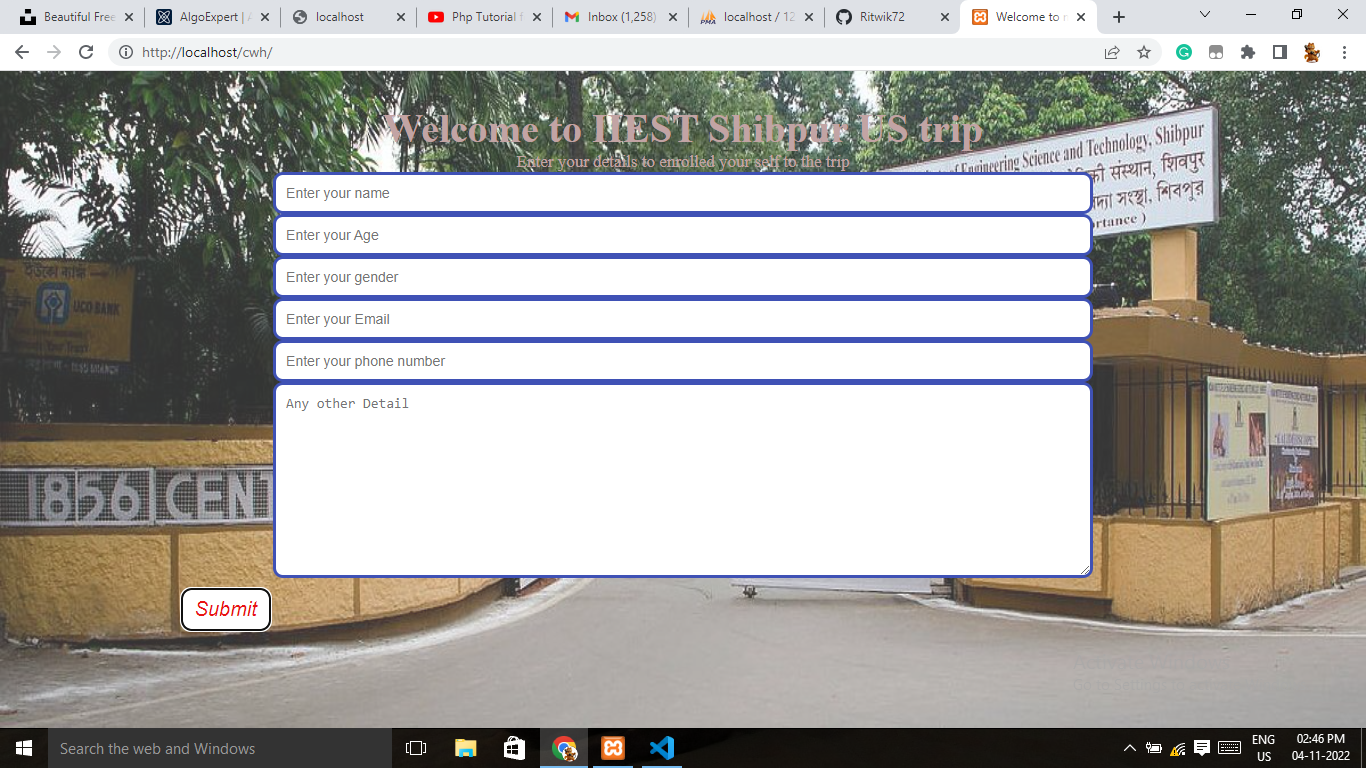 Beautiful Free
AlgoExpert | A
localhost
Php Tutorial f
Inbox (1,258)
localhost / 12
Ritwik72
Welcome to
http://localhost/cwh/
Welcome to IIEST Shibpur US trip
Enter your details to enrolled your self to the trip
of Engineering Science and Technology, Shibpur
संस्थान, शिवपुर
সংস্থা, শিবপুর
rtance )
Enter your name
Enter your Age
Enter your gender
Enter your Email
Enter your phone number
Any other Detail
ইউকো ব্যাঙ্ক
UCO BANK
1856 CENT
Submit
Search the web and Windows
ENG
US
02:46 PM
04-11-2022